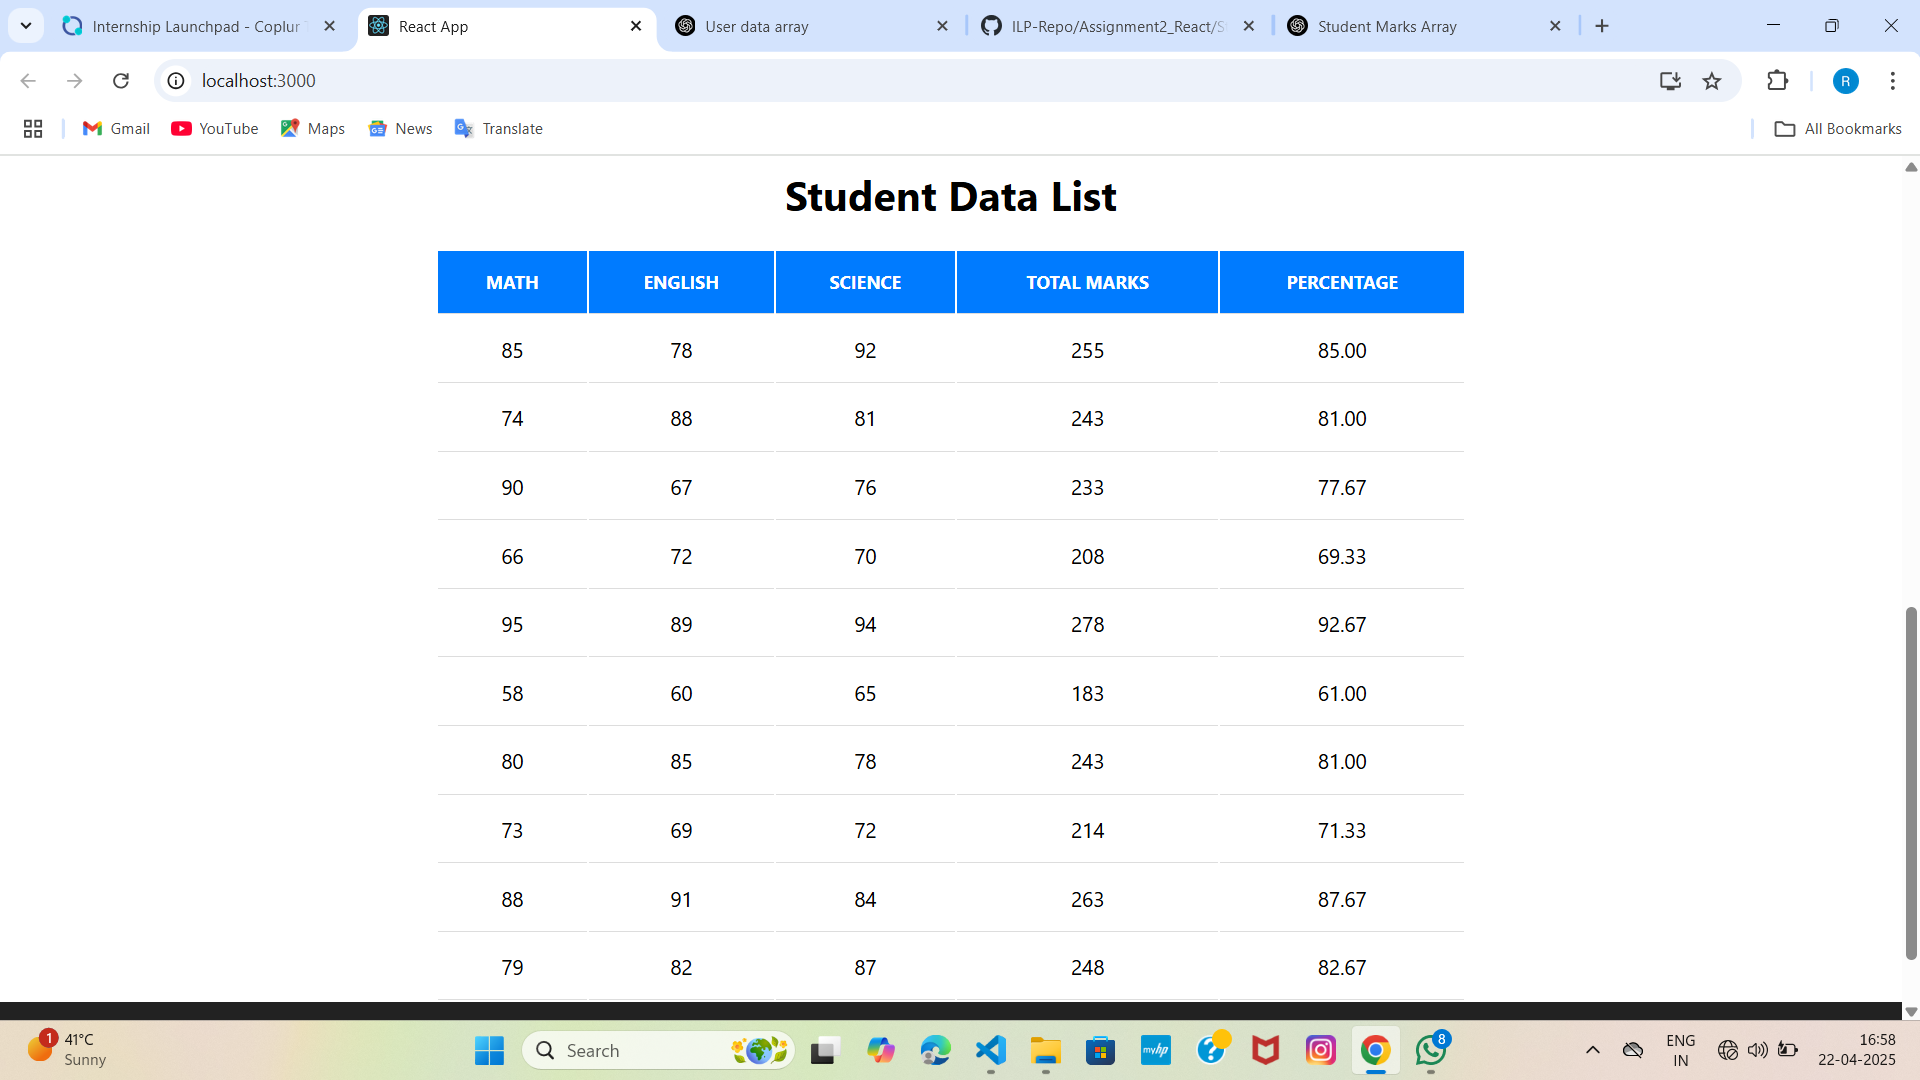 Internship Launchpad - Coplur
React App
User data array
ILP-Repo/Assignment2_React/S
Student Marks Array
localhost:3000
R
Gmail
YouTube
Maps
News
Translate
All Bookmarks
Student Data List
MATH ENGLISH SCIENCE TOTAL MARKS PERCENTAGE
85 78 92 255 85.00
74 88 81 243 81.00
90 67 76 233 77.67
66 72 70 208 69.33
95 89 94 278 92.67
58 60 65 183 61.00
80 85 78 243 81.00
73 69 72 214 71.33
88 91 84 263 87.67
79 82 87 248 82.67
1
41°C
Sunny
Search
myhp
8
ENG
IN
16:58
22-04-2025